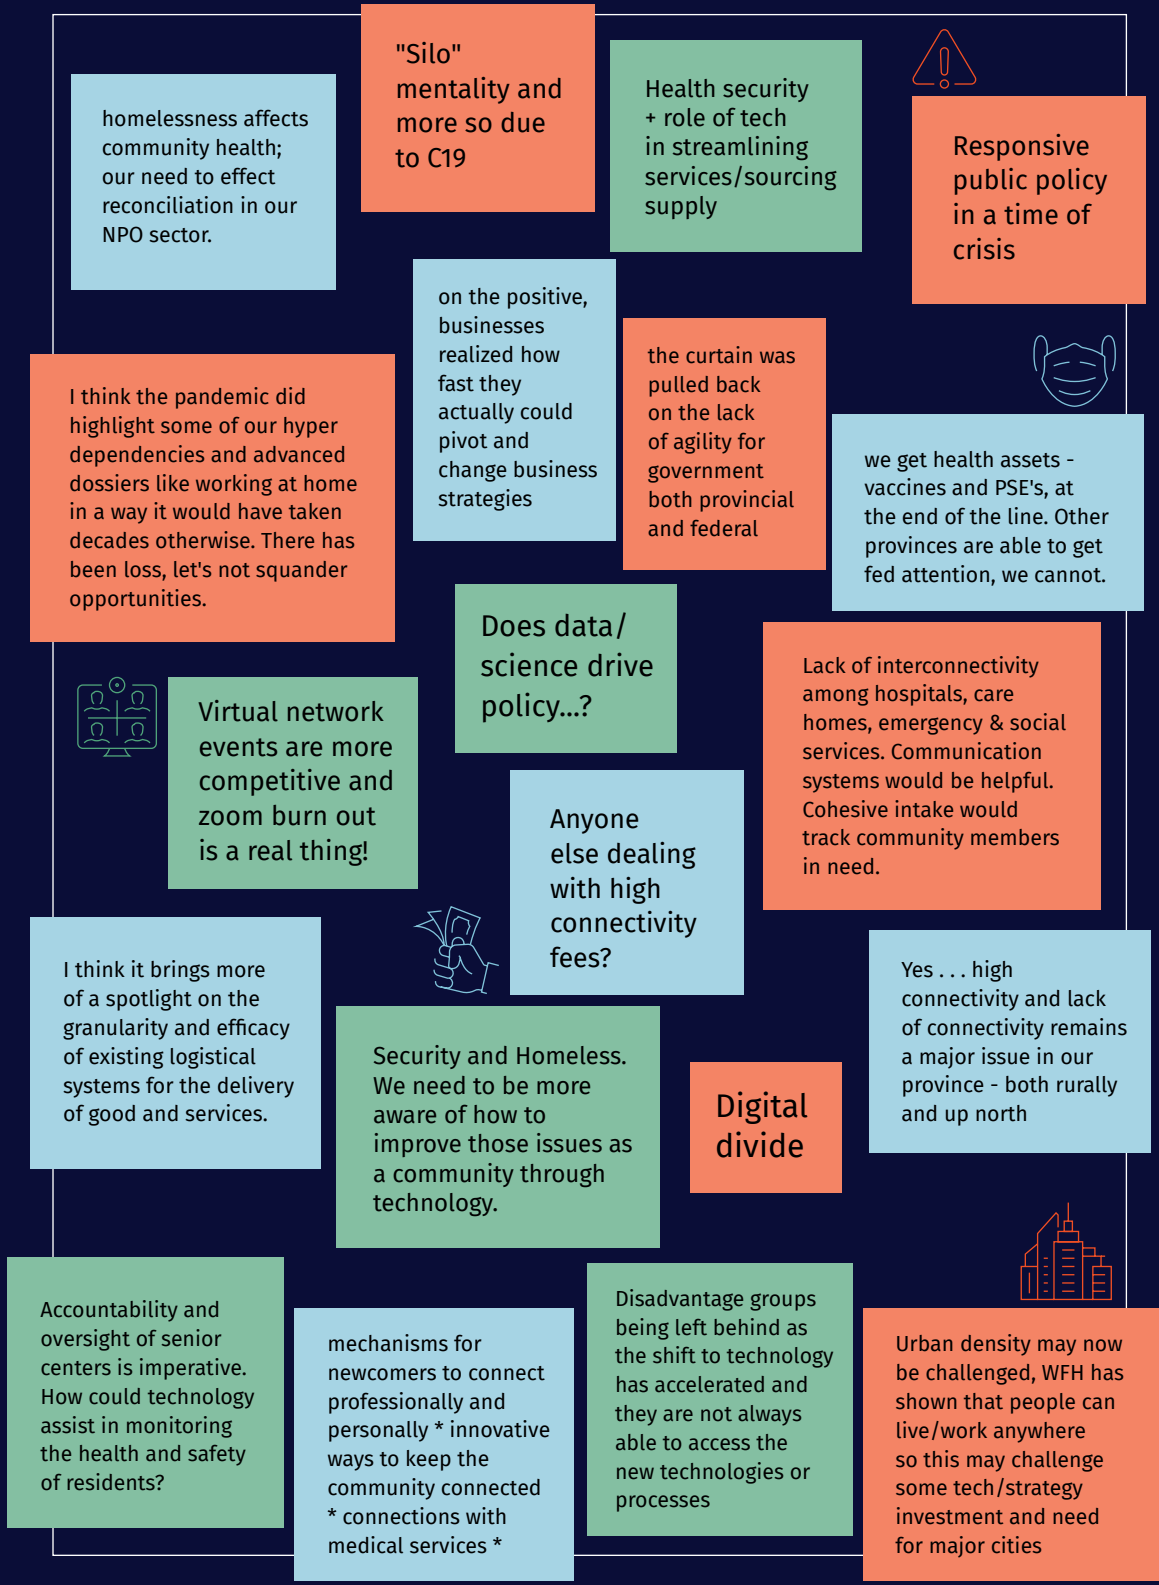 "Silo"
mentality and
more so due
to C19
Health security
+ role of tech
in streamlining
services/sourcing
supply
homelessness affects
community health;
our need to effect
reconciliation in our
NPO sector.
Responsive
public policy
in a time of
crisis
on the positive,
businesses
realized how
fast they
actually could
pivot and
change business
strategies
the curtain was
pulled back
on the lack
of agility for
government
both provincial
and federal
I think the pandemic did
highlight some of our hyper
dependencies and advanced
dossiers like working at home
in a way it would have taken
decades otherwise. There has
been loss, let's not squander
opportunities.
we get health assets -
vaccines and PSE's, at
the end of the line. Other
provinces are able to get
fed attention, we cannot.
Does data/
science drive
policy...?
Lack of interconnectivity
among hospitals, care
homes, emergency & social
services. Communication
systems would be helpful.
Cohesive intake would
track community members
in need.
Virtual network
events are more
competitive and
zoom burn out
is a real thing!
Anyone
else dealing
with high
connectivity
fees?
I think it brings more
of a spotlight on the
granularity and efficacy
of existing logistical
systems for the delivery
of good and services.
Yes . . . high
connectivity and lack
of connectivity remains
a major issue in our
province - both rurally
and up north
Security and Homeless.
We need to be more
aware of how to
improve those issues as
a community through
technology.
Digital
divide
Accountability and
oversight of senior
centers is imperative.
How could technology
assist in monitoring
the health and safety
of residents?
mechanisms for
newcomers to connect
professionally and
personally * innovative
ways to keep the
community connected
* connections with
medical services *
Disadvantage groups
being left behind as
the shift to technology
has accelerated and
they are not always
able to access the
new technologies or
processes
Urban density may now
be challenged, WFH has
shown that people can
live/work anywhere
so this may challenge
some tech/strategy
investment and need
for major cities